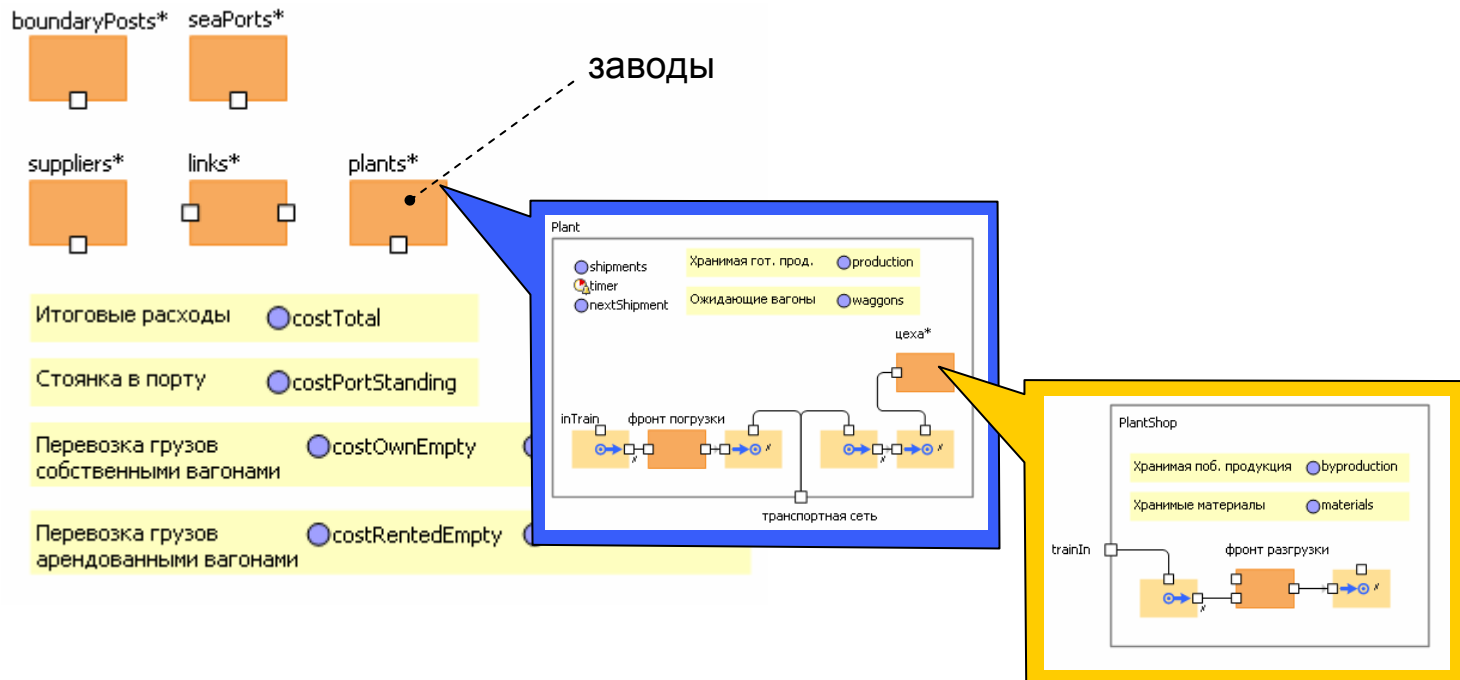 boundaryPosts*
seaPorts*
заводы
suppliers*
links*
plants*
Итоговые расходы
costTotal
Стоянка в порту
costPortStanding
Перевозка грузов
собственными вагонами
costOwnEmpty
Перевозка грузов
арендованными вагонами
costRentedEmpty
Plant
shipments
timer
nextShipment
Хранимая гот. прод.
production
Ожидающие вагоны
waggons
цеха*
inTrain
фронт погрузки
транспортная сеть
PlantShop
Хранимая поб. продукция
byproduction
Хранимые материалы
materials
trainIn
фронт разгрузки